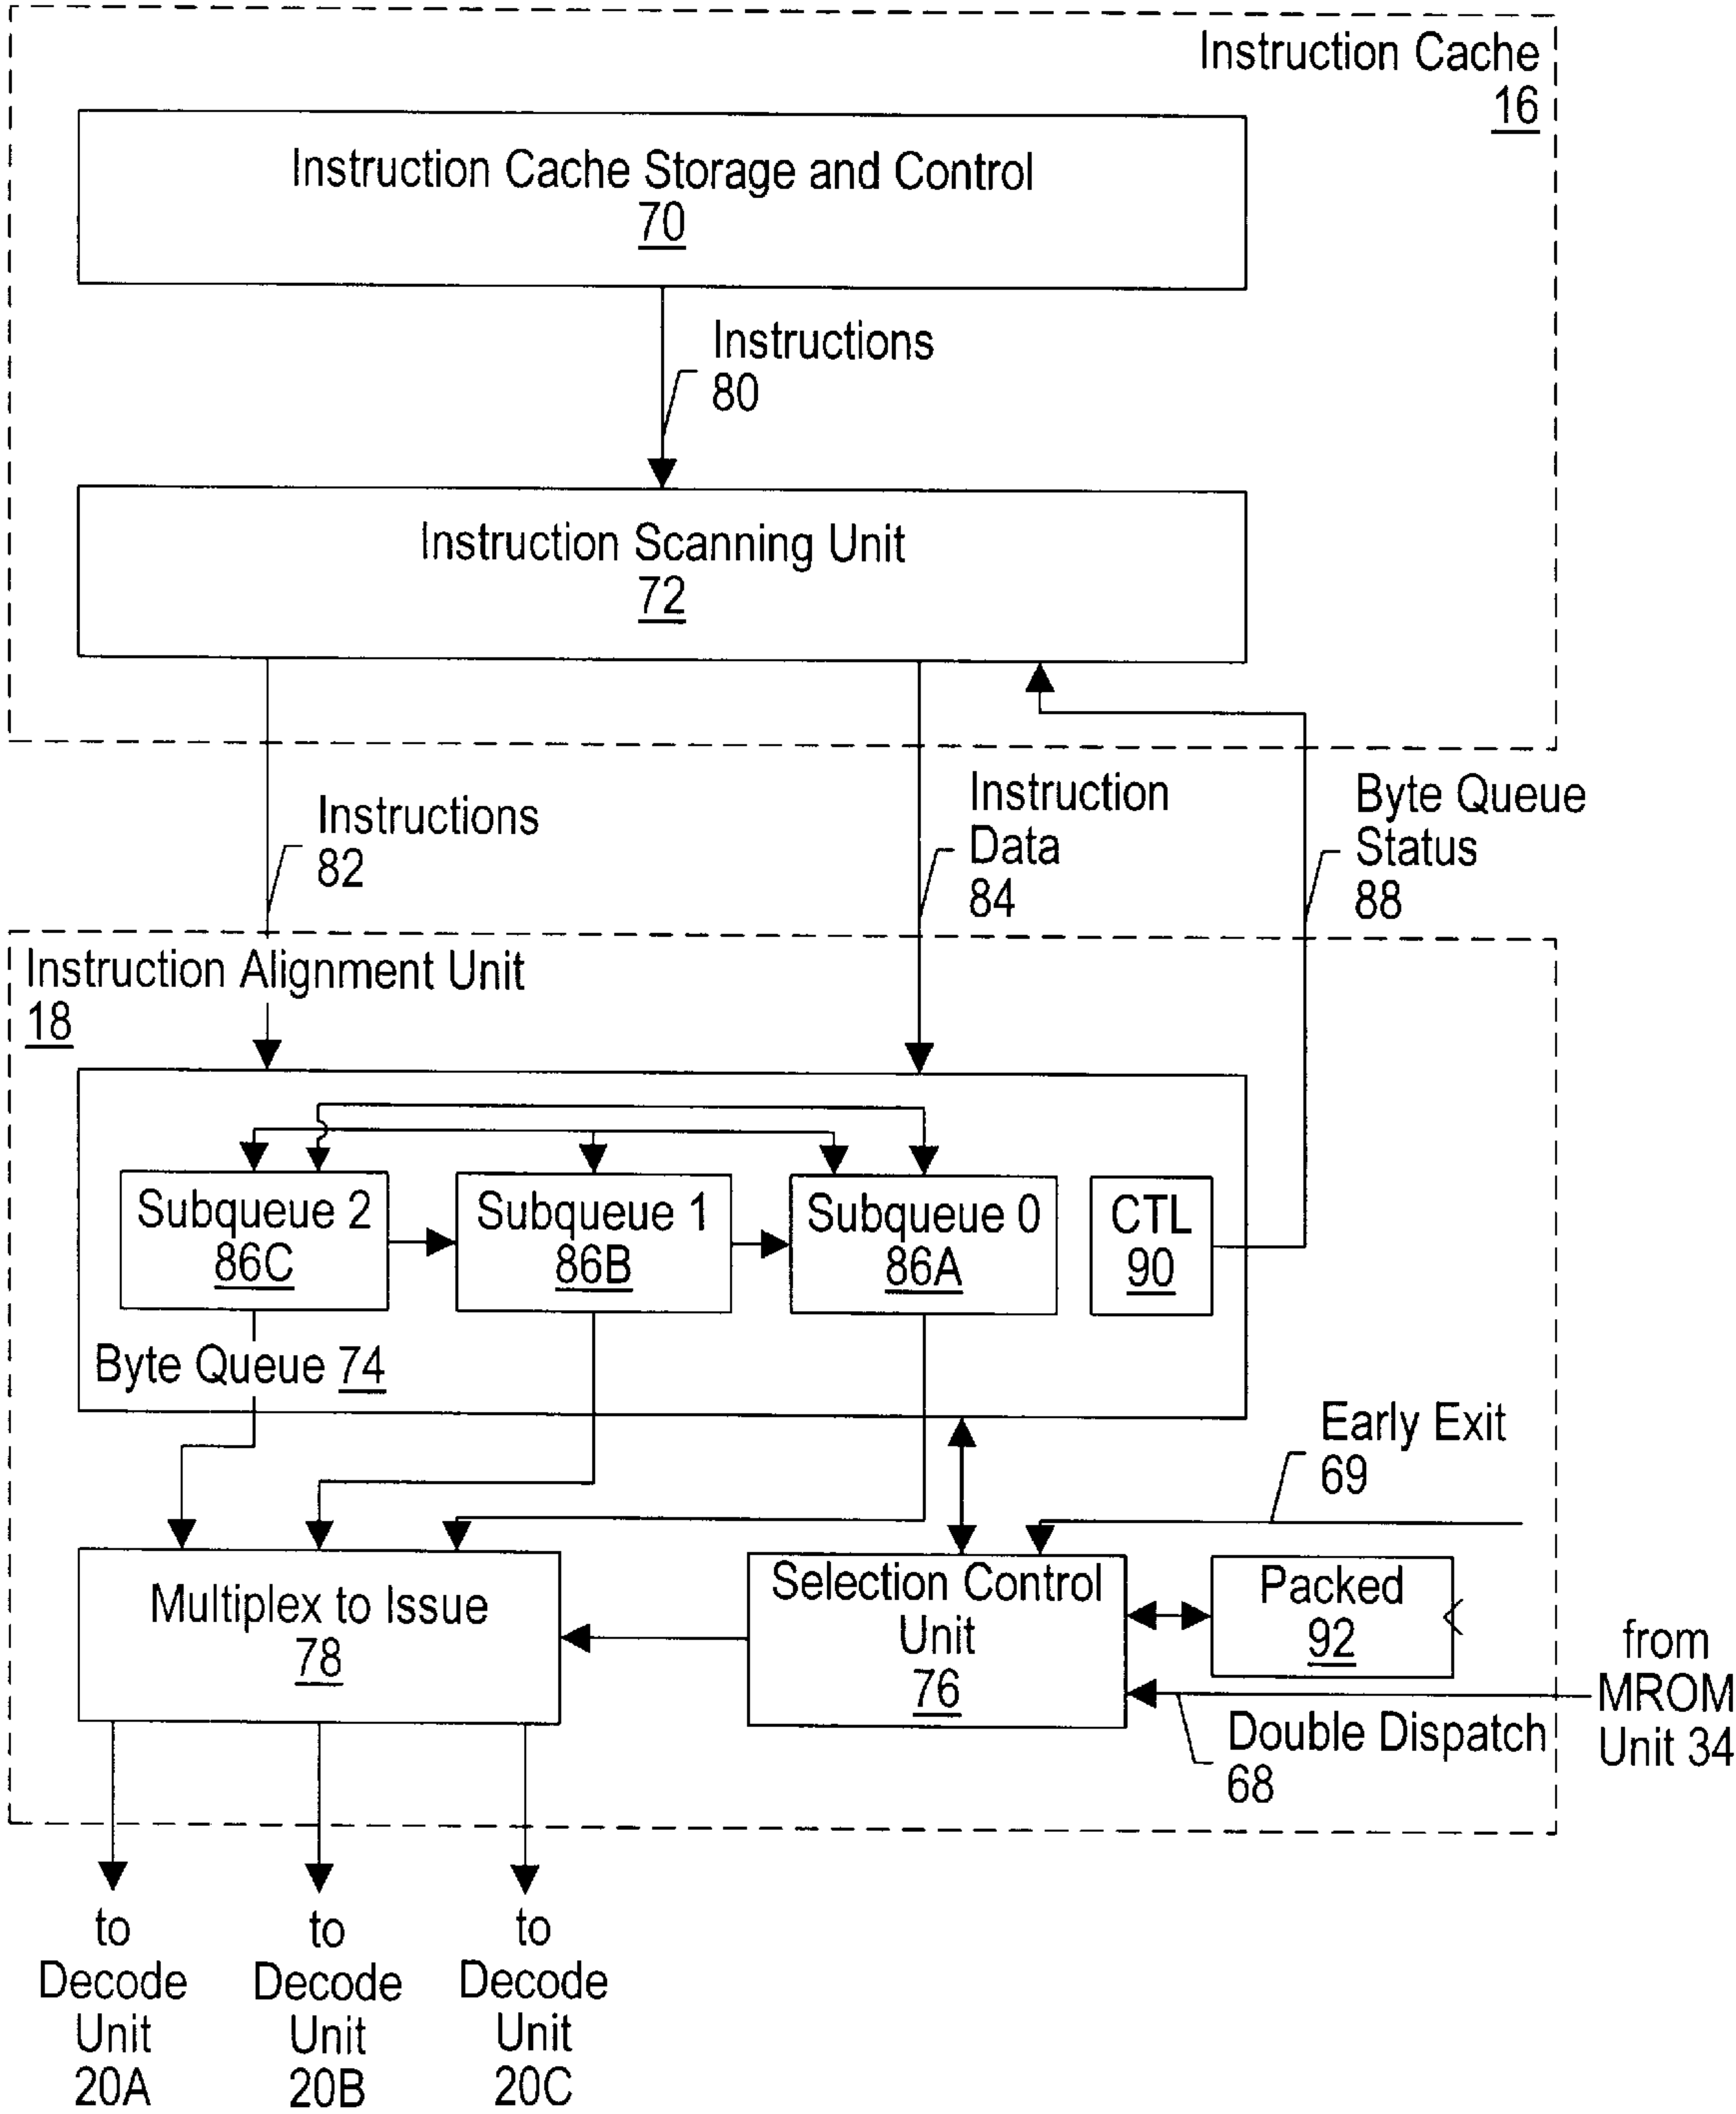 Instruction Cache
16
Instruction Cache Storage and Control
70
Instructions
80
Instruction Scanning Unit
72
Instructions
82
Instruction
Data
84
Byte Queue
Status
88
Instruction Alignment Unit
18
Subqueue 2
86C
Subqueue 1
86B
Subqueue 0
86A
CTL
90
Byte Queue 74
Early Exit
69
Multiplex to Issue
78
Selection Control
Unit
76
Packed
92
from
MROM
Unit 34
Double Dispatch
68
to
Decode
Unit
20A
to
Decode
Unit
20B
to
Decode
Unit
20C